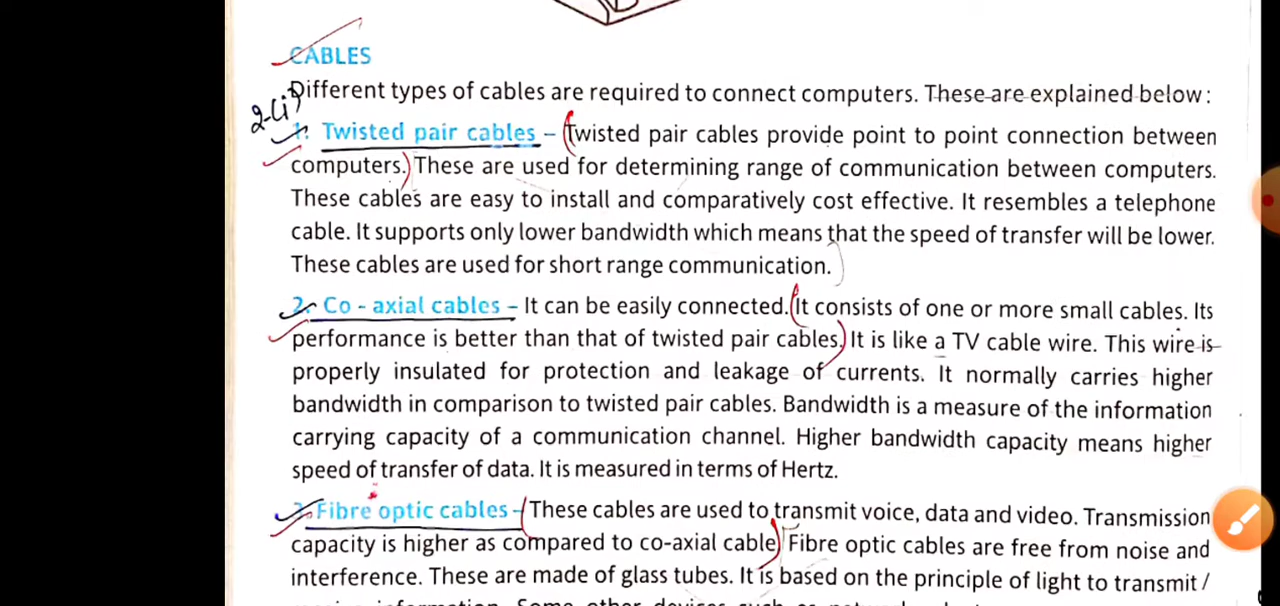 CABLES
Different types of cables are required to connect computers. These are explained below :
2-(i)
1. Twisted pair cables – Twisted pair cables provide point to point connection between
computers. These are used for determining range of communication between computers.
These cables are easy to install and comparatively cost effective. It resembles a telephone
cable. It supports only lower bandwidth which means that the speed of transfer will be lower.
These cables are used for short range communication.
2. Co - axial cables – It can be easily connected. It consists of one or more small cables. Its
performance is better than that of twisted pair cables. It is like a TV cable wire. This wire is
properly insulated for protection and leakage of currents. It normally carries higher
bandwidth in comparison to twisted pair cables. Bandwidth is a measure of the information
carrying capacity of a communication channel. Higher bandwidth capacity means higher
speed of transfer of data. It is measured in terms of Hertz.
3. Fibre optic cables – These cables are used to transmit voice, data and video. Transmission
capacity is higher as compared to co-axial cable. Fibre optic cables are free from noise and
interference. These are made of glass tubes. It is based on the principle of light to transmit /